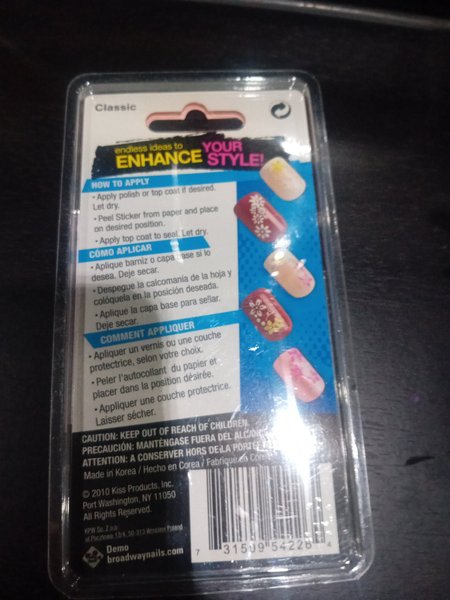 Classic
endless ideas to
ENHANCE YOUR
STYLE!
HOW TO APPLY
• Apply polish or top coat if desired.
Let dry.
• Peel Sticker from paper and place
on desired position.
• Apply top coat to seal. Let dry.
CÓMO APLICAR
• Aplique barniz o capa base si lo
desea. Deje secar.
• Despegue la calcomanía de la hoja y
colóquela en la posición deseada.
• Aplique la capa base para sellar.
Deje secar.
COMMENT APPLIQUER
• Appliquer un vernis ou une couche
protectrice, selon votre choix.
• Peler l'autocollant du papier et
placer dans la position désirée.
• Appliquer une couche protectrice.
Laisser sécher.
CAUTION: KEEP OUT OF REACH OF CHILDREN.
PRECAUCIÓN: MANTÉNGASE FUERA DEL
ATTENTION: A CONSERVER HORS DE LA PORTÉE
Made in Korea / Hecho en Corea / Fabriqué en
© 2010 Kiss Products, Inc.
Port Washington, NY 11050
All Rights Reserved.
KPW Sp. Z o.o.
Poland
Demo
broadwaynails.com
7 31509 54226 4